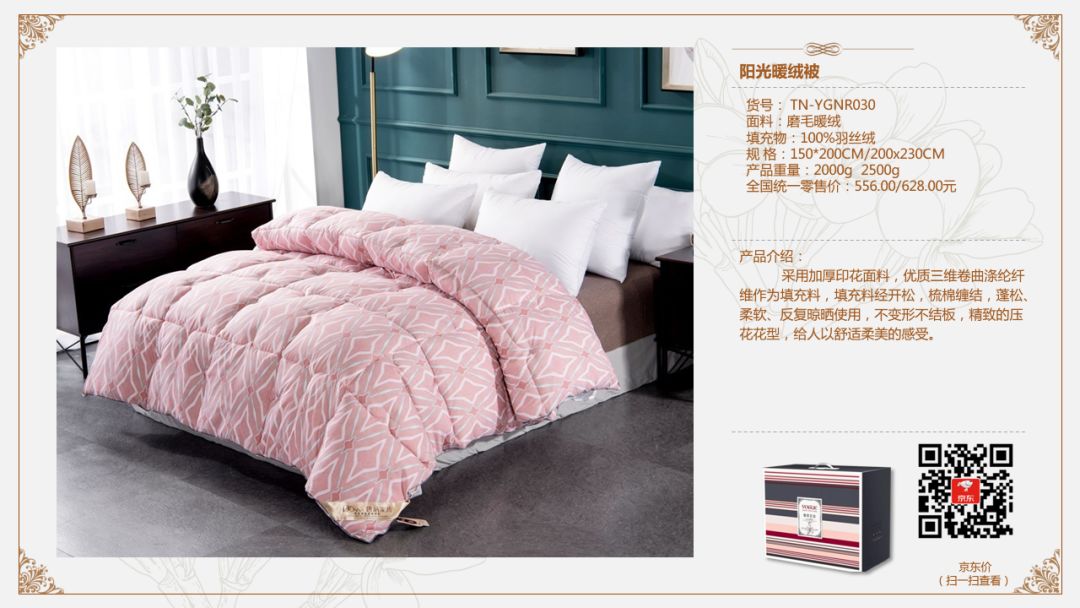 阳光暖绒被
货号： TN-YGNR030
面料：磨毛暖绒
填充物：100%羽丝绒
规 格：150*200CM/200x230CM
产品重量：2000g 2500g
全国统一零售价：556.00/628.00元
产品介绍：
采用加厚印花面料，优质三维卷曲涤纶纤
维作为填充料，填充料经开松，梳棉缠结，蓬松、
柔软、反复晾晒使用，不变形不结板，精致的压
花花型，给人以舒适柔美的感受。
VOGUE
京东
京东价
（扫一扫查看）